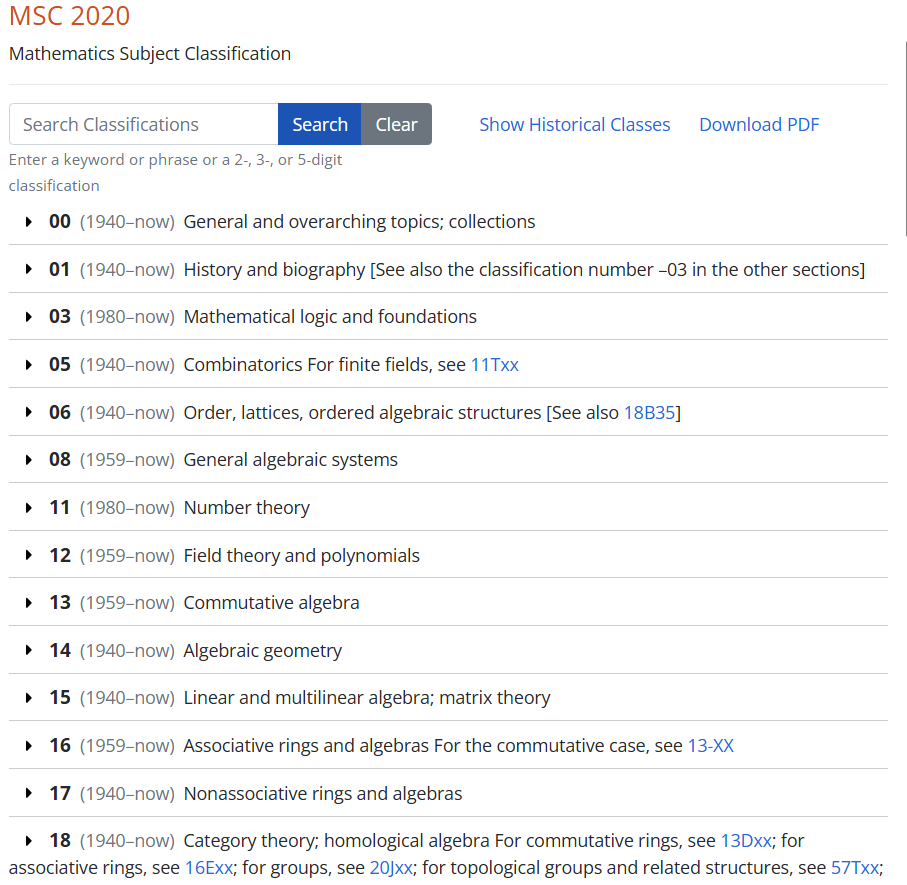 MSC 2020
Mathematics Subject Classification
Search Classifications Search Clear Show Historical Classes Download PDF
Enter a keyword or phrase or a 2-, 3-, or 5-digit
classification
00 (1940–now) General and overarching topics; collections
01 (1940–now) History and biography [See also the classification number –03 in the other sections]
03 (1980–now) Mathematical logic and foundations
05 (1940–now) Combinatorics For finite fields, see 11Txx
06 (1940–now) Order, lattices, ordered algebraic structures [See also 18B35]
08 (1959–now) General algebraic systems
11 (1980–now) Number theory
12 (1959–now) Field theory and polynomials
13 (1959–now) Commutative algebra
14 (1940–now) Algebraic geometry
15 (1940–now) Linear and multilinear algebra; matrix theory
16 (1959–now) Associative rings and algebras For the commutative case, see 13-XX
17 (1940–now) Nonassociative rings and algebras
18 (1940–now) Category theory; homological algebra For commutative rings, see 13Dxx; for
associative rings, see 16Exx; for groups, see 20Jxx; for topological groups and related structures, see 57Txx;